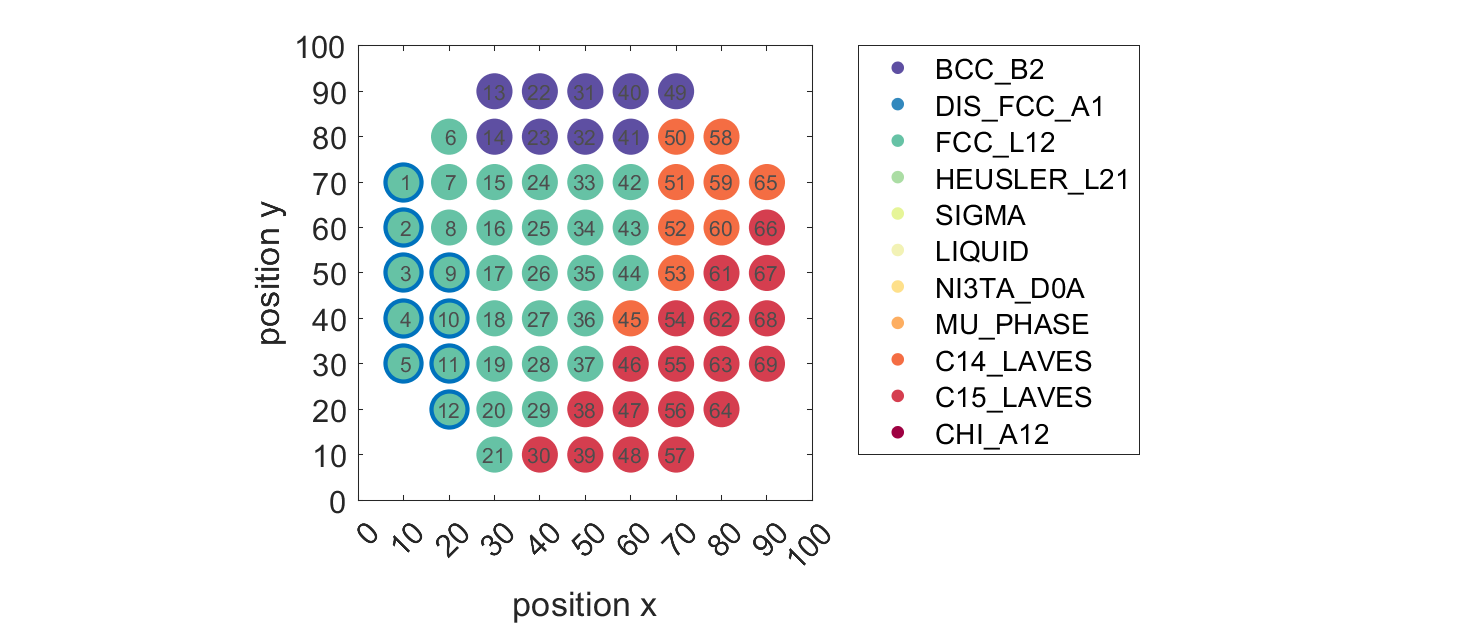 100
90 13 22 31 40 49
80 6 14 23 32 41 50 58
70 1 7 15 24 33 42 51 59 65
60 2 8 16 25 34 43 52 60 66
50 3 9 17 26 35 44 53 61 67
40 4 10 18 27 36 45 54 62 68
30 5 11 19 28 37 46 55 63 69
20 12 20 29 38 47 56 64
10 21 30 39 48 57
0
position y
0 10 20 30 40 50 60 70 80 90 100
position x
BCC_B2
DIS_FCC_A1
FCC_L12
HEUSLER_L21
SIGMA
LIQUID
NI3TA_D0A
MU_PHASE
C14_LAVES
C15_LAVES
CHI_A12